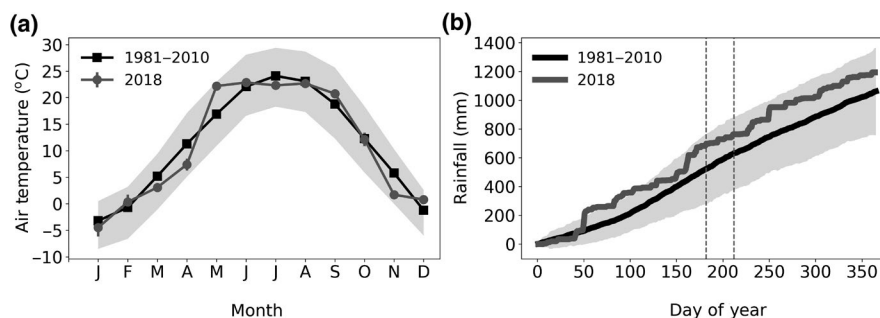 (a)
30
25
20
15
10
5
0
−5
−10
Air temperature (°C)
1981–2010
2018
J F M A M J J A S O N D
Month
(b)
1400
1200
1000
800
600
400
200
0
Rainfall (mm)
1981–2010
2018
0 50 100 150 200 250 300 350
Day of year